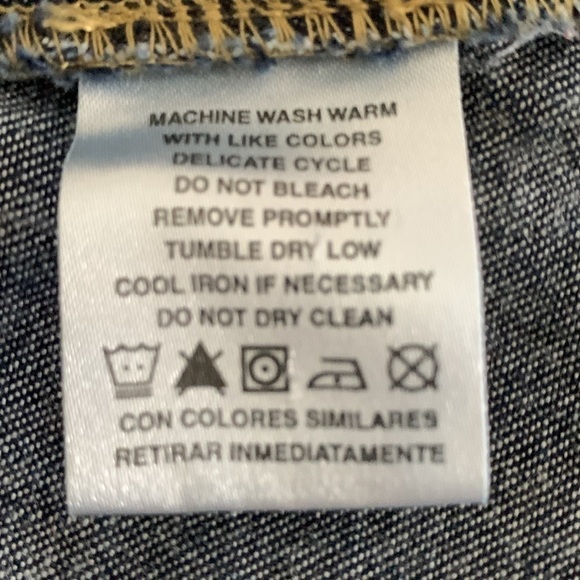 MACHINE WASH WARM
WITH LIKE COLORS
DELICATE CYCLE
DO NOT BLEACH
REMOVE PROMPTLY
TUMBLE DRY LOW
COOL IRON IF NECESSARY
DO NOT DRY CLEAN
CON COLORES SIMILARES
RETIRAR INMEDIATAMENTE